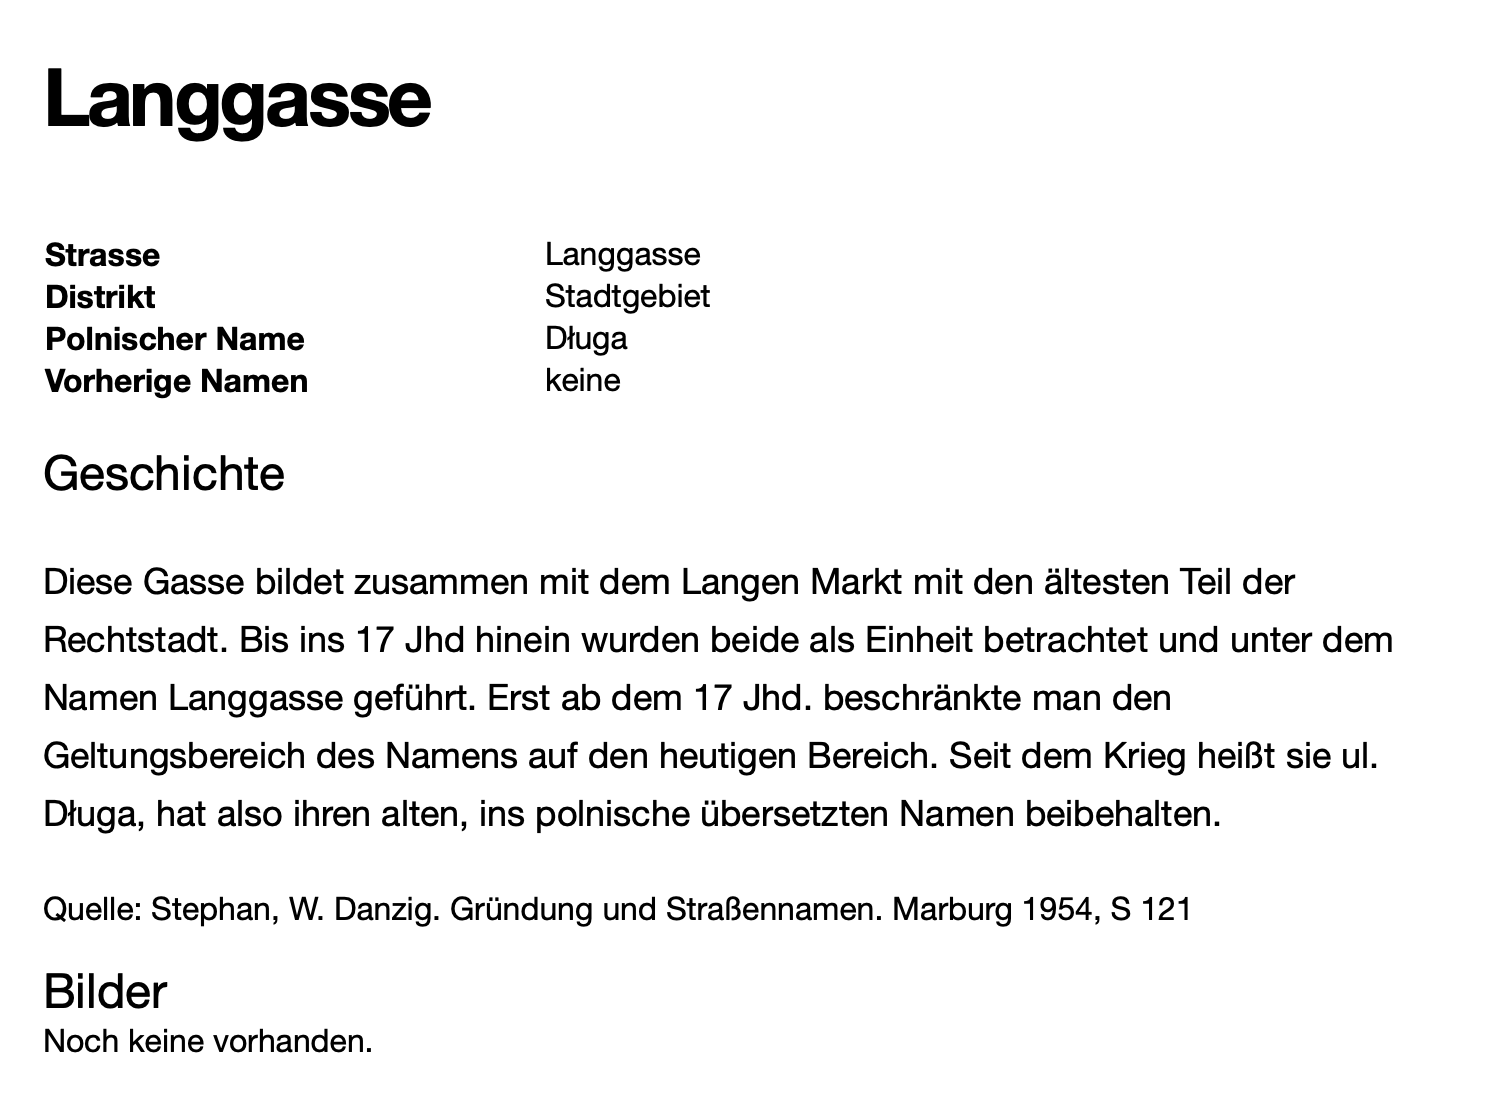 Langgasse
Strasse Langgasse
Distrikt Stadtgebiet
Polnischer Name Długa
Vorherige Namen keine
Geschichte
Diese Gasse bildet zusammen mit dem Langen Markt mit den ältesten Teil der
Rechtstadt. Bis ins 17 Jhd hinein wurden beide als Einheit betrachtet und unter dem
Namen Langgasse geführt. Erst ab dem 17 Jhd. beschränkte man den
Geltungsbereich des Namens auf den heutigen Bereich. Seit dem Krieg heißt sie ul.
Długa, hat also ihren alten, ins polnische übersetzten Namen beibehalten.
Quelle: Stephan, W. Danzig. Gründung und Straßennamen. Marburg 1954, S 121
Bilder
Noch keine vorhanden.